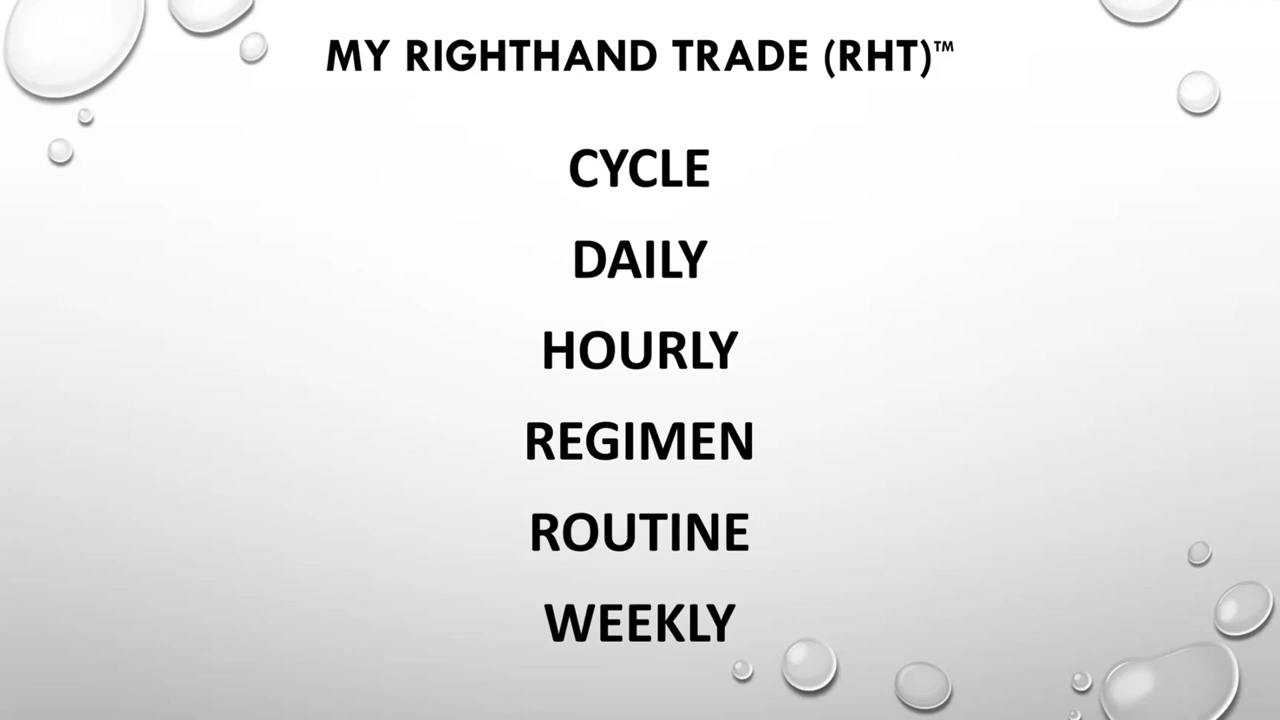 MY RIGHTHAND TRADE (RHT)™
CYCLE
DAILY
HOURLY
REGIMEN
ROUTINE
WEEKLY